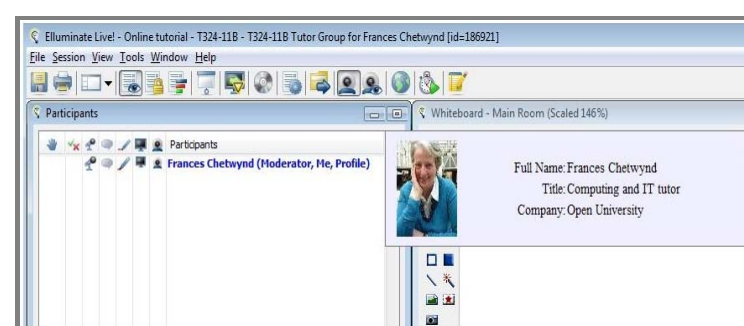 Elluminate Live! - Online tutorial - T324-11B - T324-11B Tutor Group for Frances Chetwynd [id=186921]
File Session View Tools Window Help
Participants
Whiteboard - Main Room (Scaled 146%)
Participants
Frances Chetwynd (Moderator, Me, Profile)
Full Name: Frances Chetwynd
Title: Computing and IT tutor
Company: Open University